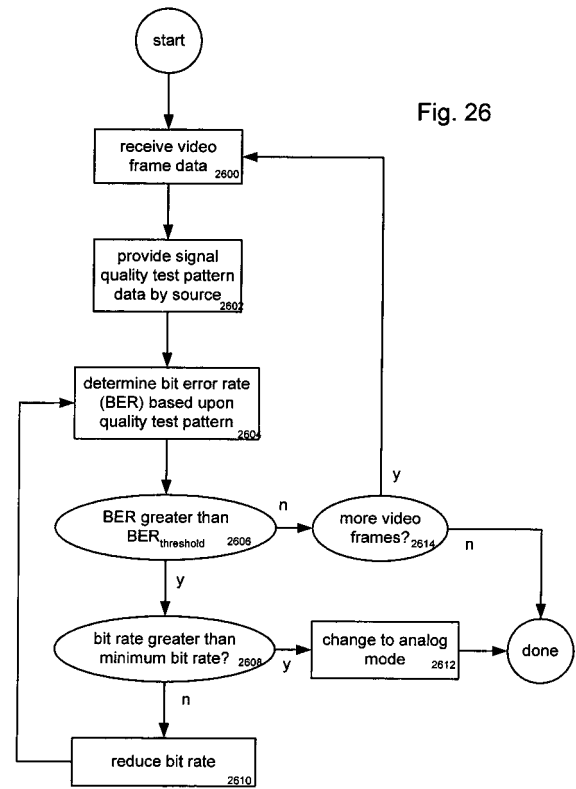 start
Fig. 26
receive video
frame data
2600
provide signal
quality test pattern
data by source
2602
determine bit error rate
(BER) based upon
quality test pattern
2604
y
n
BER greater than
BERthreshold
2606
more video
frames?
2614
n
y
bit rate greater than
minimum bit rate?
2608
y
change to analog
mode
2612
done
n
reduce bit rate
2610